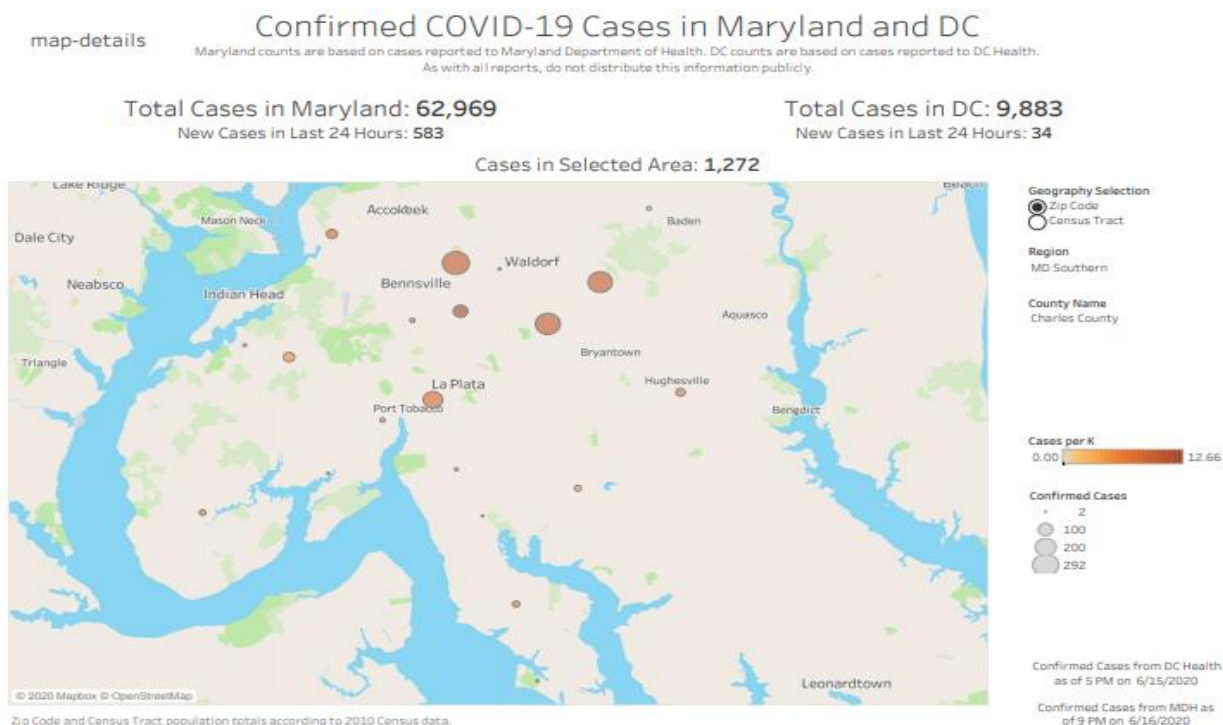 map-details
Confirmed COVID-19 Cases in Maryland and DC
Maryland counts are based on cases reported to Maryland Department of Health. DC counts are based on cases reported to DC Health.
As with all reports, do not distribute this information publicly.
Total Cases in Maryland: 62,969
New Cases in Last 24 Hours: 583
Total Cases in DC: 9,883
New Cases in Last 24 Hours: 34
Cases in Selected Area: 1,272
Lake Ridge
Mason Neck
Accokeek
Baden
Dale City
Neabsco
Indian Head
Bennsville
Waldorf
Aquasco
Triangle
Bryantown
La Plata
Hughesville
Port Tobacco
Benedict
Leonardtown
© 2020 Mapbox © OpenStreetMap
Geography Selection
Zip Code
Census Tract
Region
MD Southern
County Name
Charles County
Cases per K
0.00 12.66
Confirmed Cases
2
100
200
292
Confirmed Cases from DC Health
as of 5 PM on 6/15/2020
Confirmed Cases from MDH as
of 9 PM on 6/16/2020
Zip Code and Census Tract population totals according to 2010 Census data.